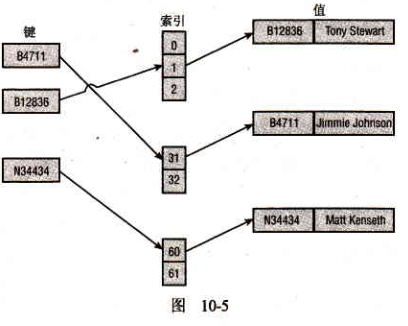 键
索引
值
B4711
B12836
N34434
0
1
2
31
32
60
61
B12836 Tony Stewart
B4711 Jimmie Johnson
N34434 Matt Kenseth
图 10-5